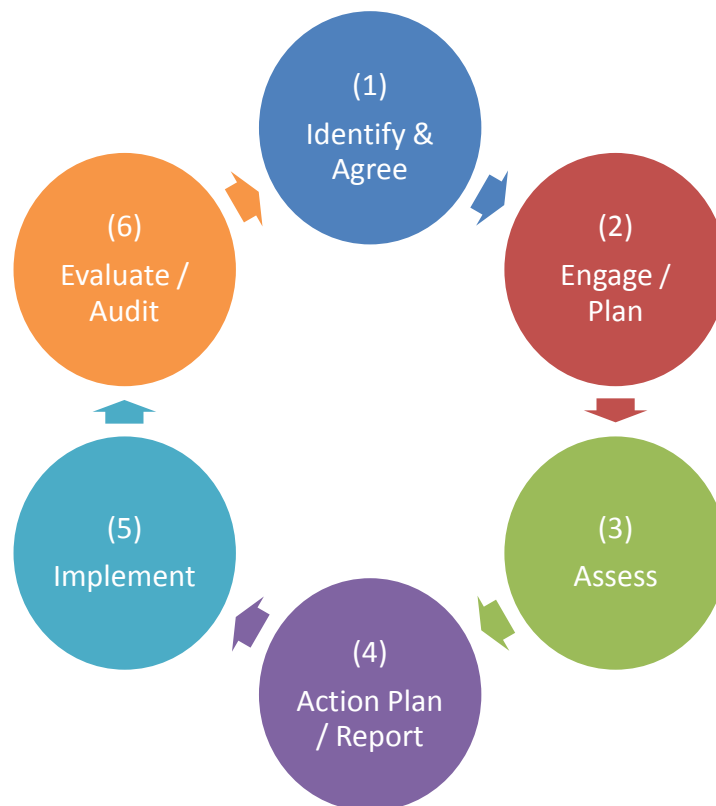 (1)
Identify &
Agree
(2)
Engage /
Plan
(3)
Assess
(4)
Action Plan
/ Report
(5)
Implement
(6)
Evaluate /
Audit